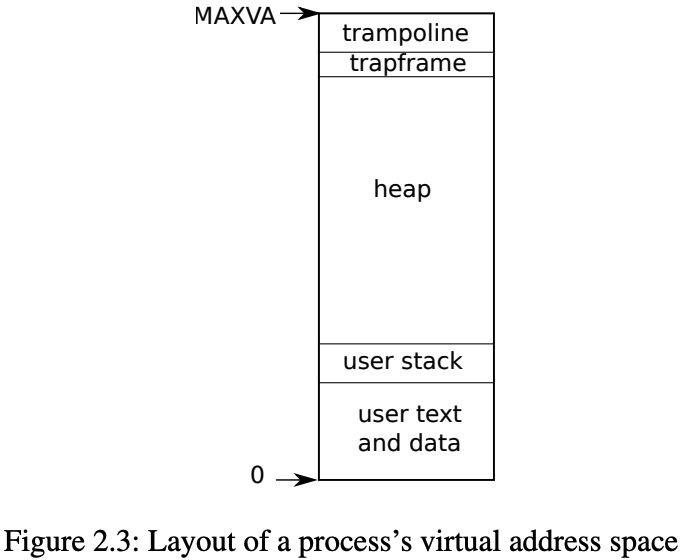 MAXVA
trampoline
trapframe
heap
user stack
user text
and data
0
Figure 2.3: Layout of a process’s virtual address space